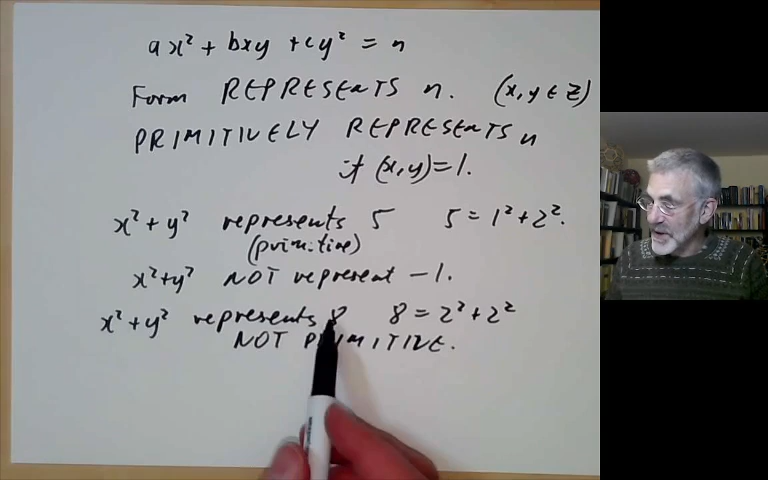 ax² + bxy + cy² = n
Form REPRESENTS n. (x, y ∈ Z)
PRIMITIVELY REPRESENTS n
if (x,y)=1.
x² + y² represents 5 5 = 1² + 2².
(primitive)
x²+y² NOT represent -1.
x² + y² represents 8 8 = 2² + 2²
NOT PRIMITIVE.